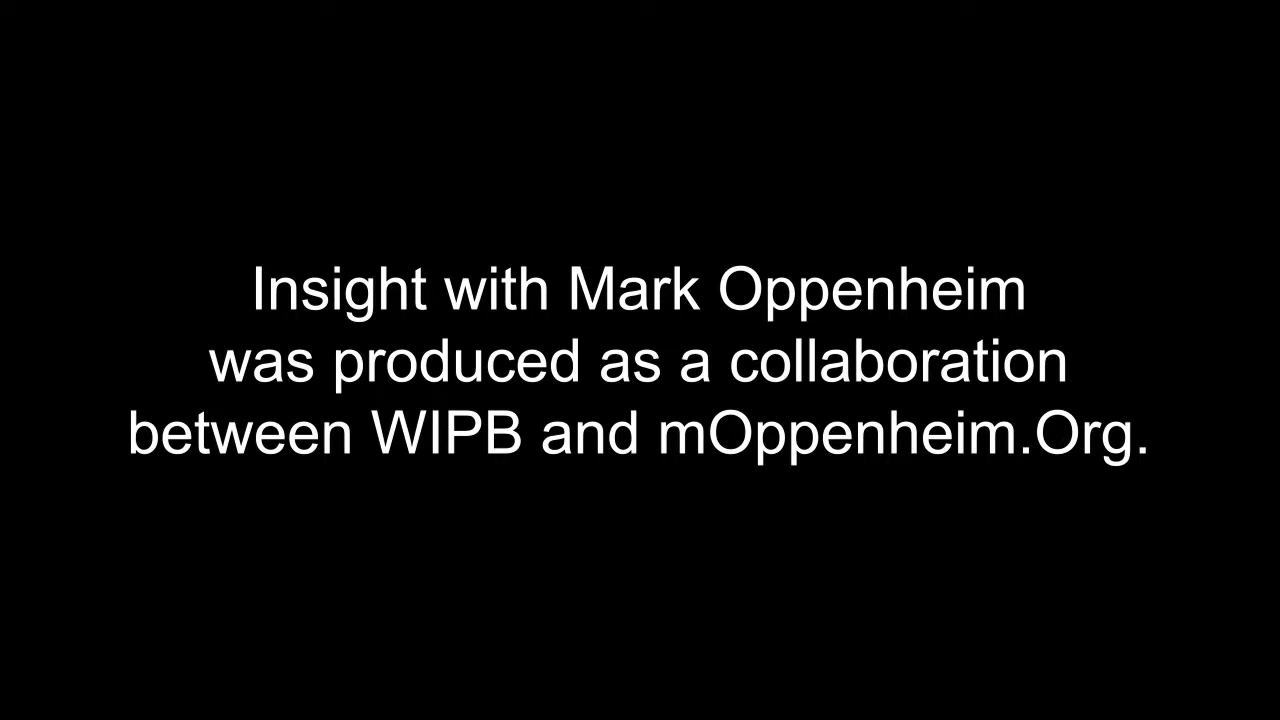 Insight with Mark Oppenheim
was produced as a collaboration
between WIPB and mOppenheim.Org.